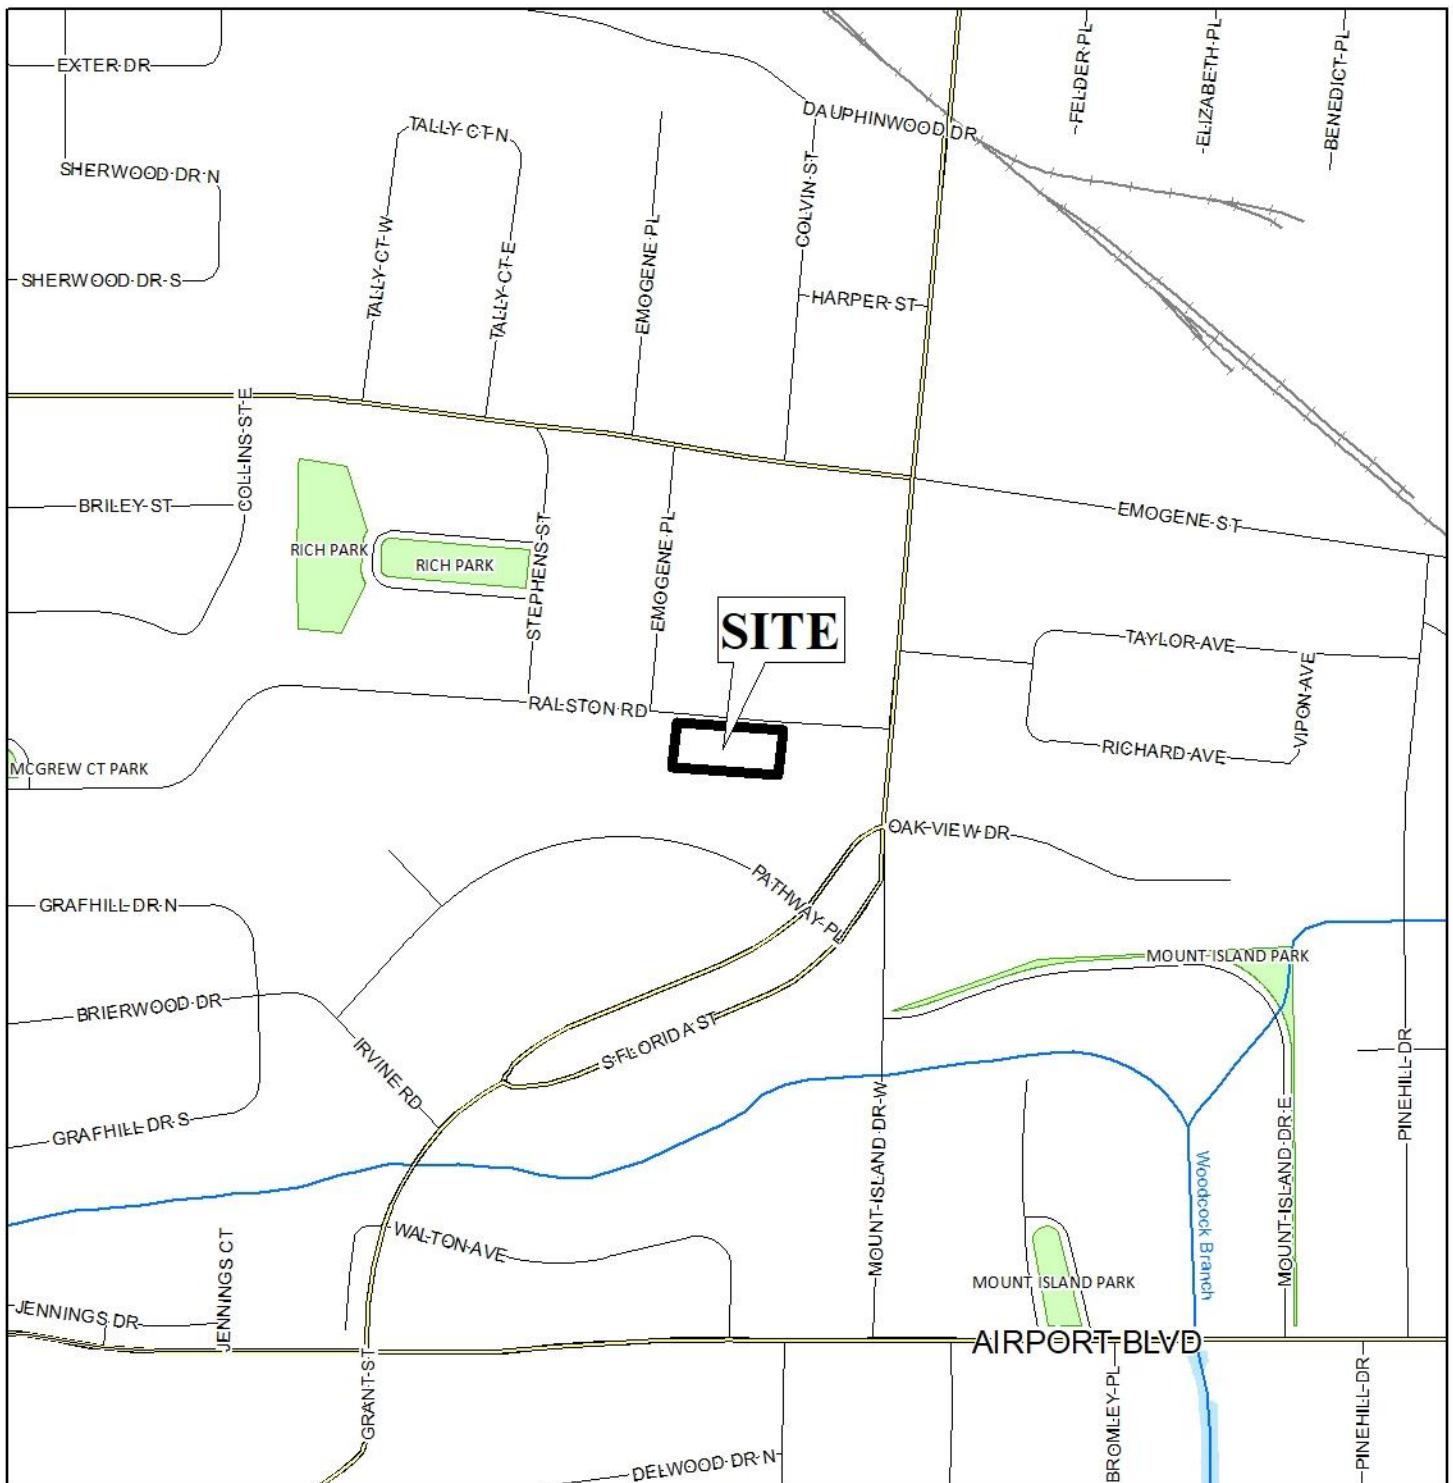 EXTER DR
FELDER PL
ELIZABETH PL
BENEDICT PL
DAUPHINWOOD DR
TALLY CT N
SHERWOOD DR N
COLVIN ST
TALLY CT W
TALLY CT E
EMOGENE PL
SHERWOOD DR S
HARPER ST
COLLINS ST E
BRILEY ST
EMOGENE ST
RICH PARK
RICH PARK
STEPHENS ST
EMOGENE PL
SITE
TAYLOR AVE
VIPON AVE
RALSTON RD
RICHARD AVE
MCGREW CT PARK
OAK VIEW DR
PATHWAY PL
GRAFHILL DR N
MOUNT ISLAND PARK
BRIERWOOD DR
S FLORIDA ST
IRVINE RD
PINEHILL DR
GRAFHILL DR S
MOUNT ISLAND DR W
MOUNT ISLAND DR E
Woodcock Branch
WALTON AVE
JENNINGS CT
MOUNT ISLAND PARK
JENNINGS DR
AIRPORT BLVD
GRANT ST
BROMLEY PL
PINEHILL DR
DELWOOD DR N